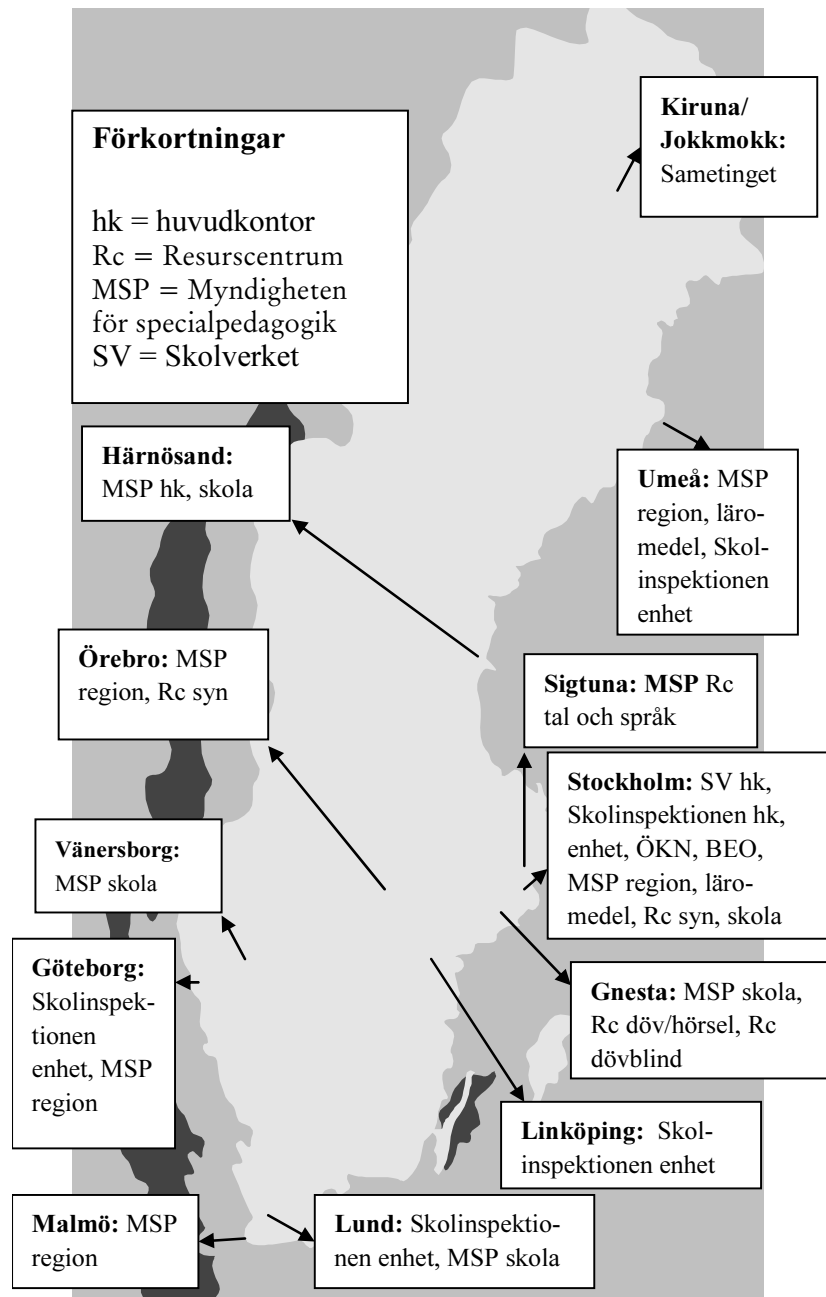 Förkortningar
hk = huvudkontor
Rc = Resurscentrum
MSP = Myndigheten
för specialpedagogik
SV = Skolverket
Kiruna/
Jokkmokk:
Sametinget
Härnösand:
MSP hk, skola
Umeå: MSP
region, läro-
medel, Skol-
inspektionen
enhet
Örebro: MSP
region, Rc syn
Sigtuna: MSP Rc
tal och språk
Stockholm: SV hk,
Skolinspektionen hk,
enhet, ÖKN, BEO,
MSP region, läro-
medel, Rc syn, skola
Vänersborg:
MSP skola
Göteborg:
Skolinspek-
tionen
enhet, MSP
region
Gnesta: MSP skola,
Rc döv/hörsel, Rc
dövblind
Linköping: Skol-
inspektionen enhet
Malmö: MSP
region
Lund: Skolinspektio-
nen enhet, MSP skola